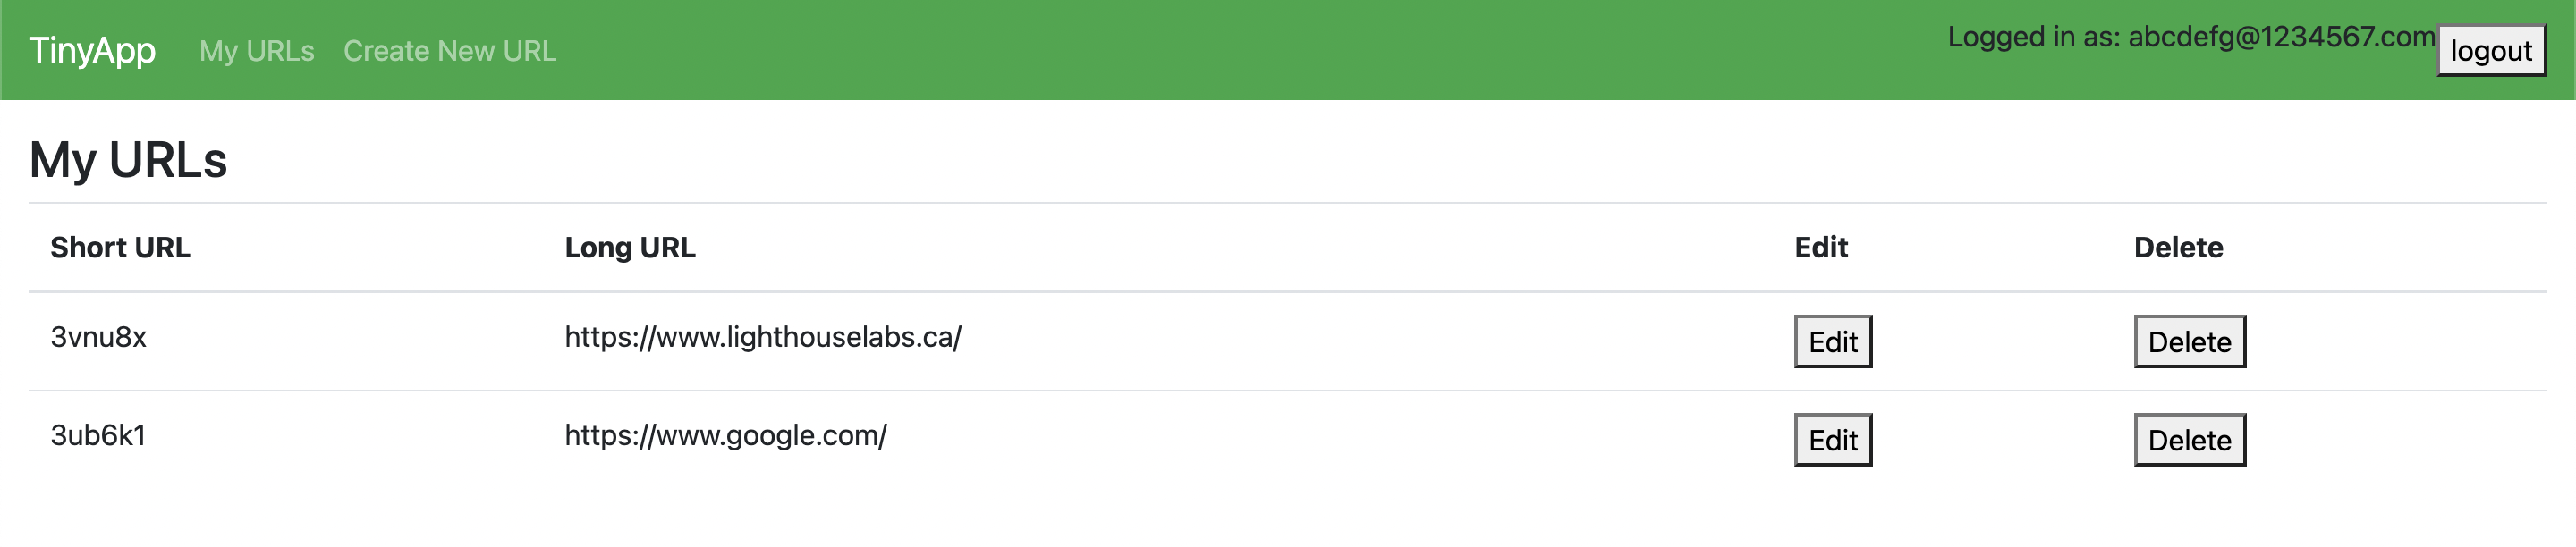 TinyApp My URLs Create New URL Logged in as: abcdefg@1234567.com logout
My URLs
Short URL Long URL Edit Delete
3vnu8x https://www.lighthouselabs.ca/ Edit Delete
3ub6k1 https://www.google.com/ Edit Delete